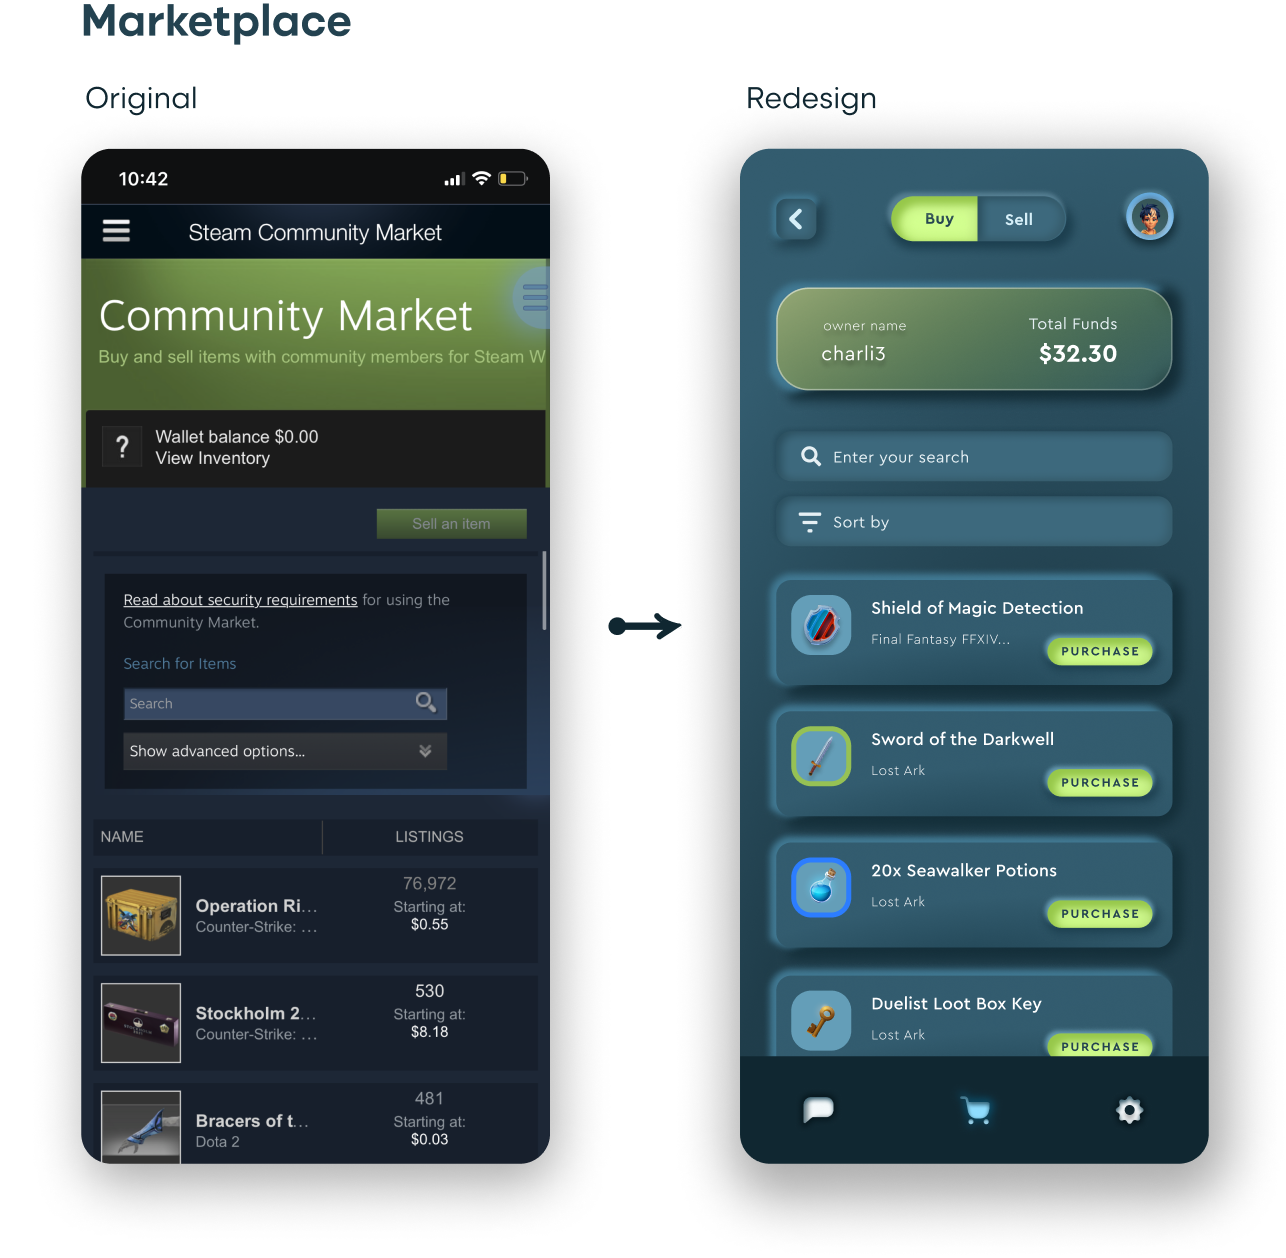 Marketplace
Original
10:42
Steam Community Market
Community Market
Buy and sell items with community members for Steam W
?
Wallet balance $0.00
View Inventory
Sell an item
Read about security requirements for using the
Community Market.
Search for Items
Search
Show advanced options...
NAME LISTINGS
76,972
Operation Ri...
Starting at:
Counter-Strike: ...
$0.55
530
Stockholm 2...
Starting at:
Counter-Strike: ...
$8.18
481
Bracers of t...
Starting at:
Dota 2
$0.03
Redesign
Buy Sell
owner name Total Funds
charli3 $32.30
Enter your search
Sort by
Shield of Magic Detection
Final Fantasy FFXIV...
PURCHASE
Sword of the Darkwell
Lost Ark
PURCHASE
20x Seawalker Potions
Lost Ark
PURCHASE
Duelist Loot Box Key
Lost Ark
PURCHASE